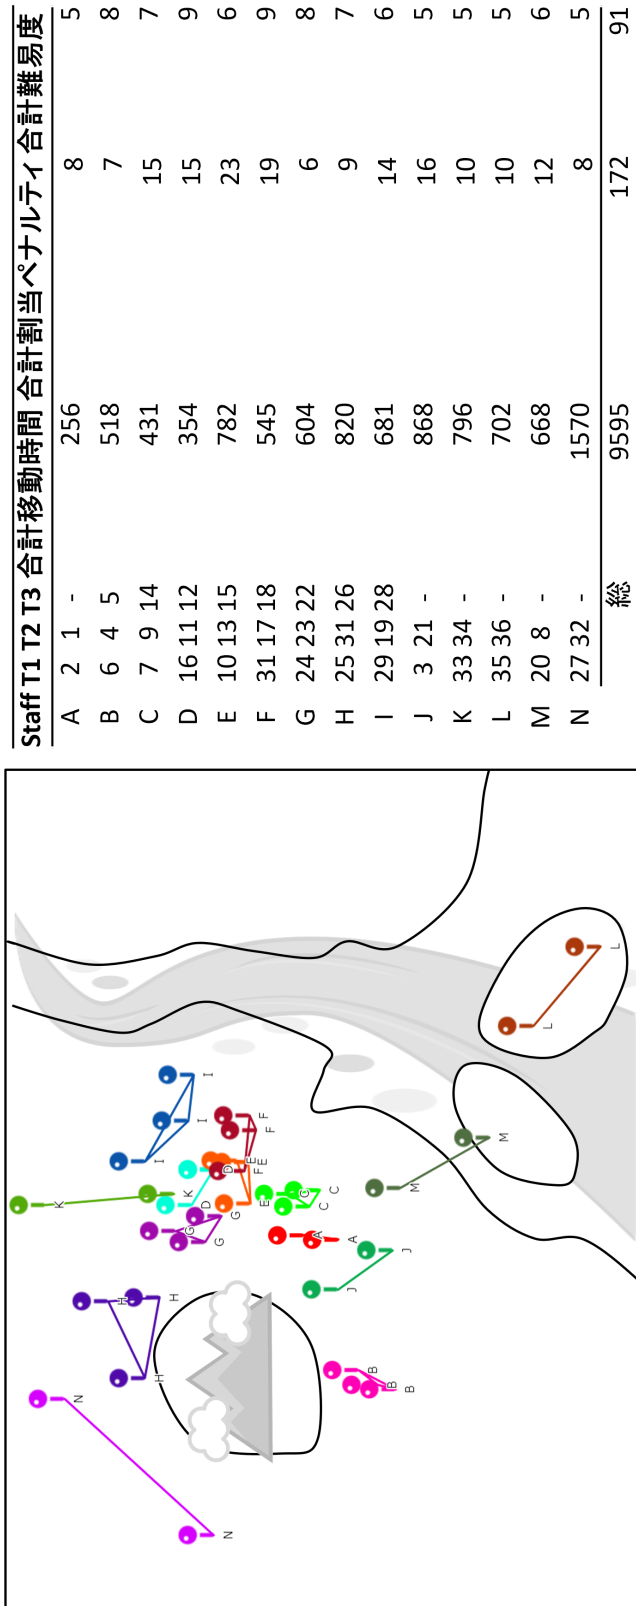 Staff T1 T2 T3 合計移動時間 合計割当ペナルティ 合計難易度
A 2 1 - 256 8 5
B 6 4 5 518 7 8
C 7 9 14 431 15 7
D 16 11 12 354 15 9
E 10 13 15 782 23 6
F 31 17 18 545 19 9
G 24 23 22 604 6 8
H 25 31 26 820 9 7
I 29 19 28 681 14 6
J 3 21 - 868 16 5
K 33 34 - 796 10 5
L 35 36 - 702 10 5
M 20 8 - 668 12 6
N 27 32 - 1570 8 5
総 9595 172 91
K
N
H
I
H
H
K
G
I
D
I
G
N
D
G
E
F
E
F
E
F
C
C
A
C
A
B
J
B
J
B
M
M
L
L